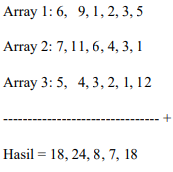 Array 1: 6, 9, 1, 2, 3, 5
Array 2: 7, 11, 6, 4, 3, 1
Array 3: 5, 4, 3, 2, 1, 12
-------------------------------- +
Hasil = 18, 24, 8, 7, 18